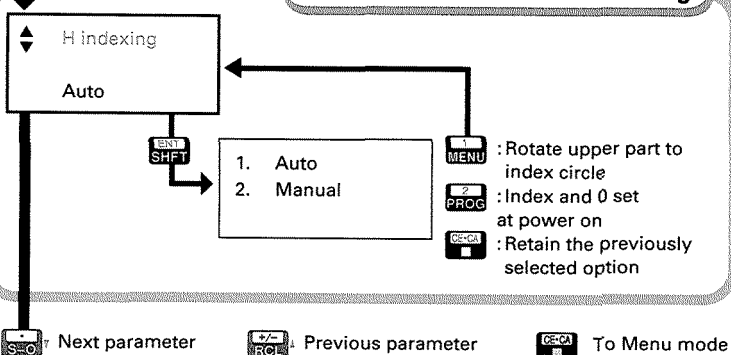 H indexing
Auto
ENT
SHFT
1. Auto
2. Manual
1
MENU
: Rotate upper part to
index circle
2
PROG
: Index and 0 set
at power on
CE•CA
: Retain the previously
selected option
S-O
Next parameter
+/-
RCL
Previous parameter
CE•CA
To Menu mode